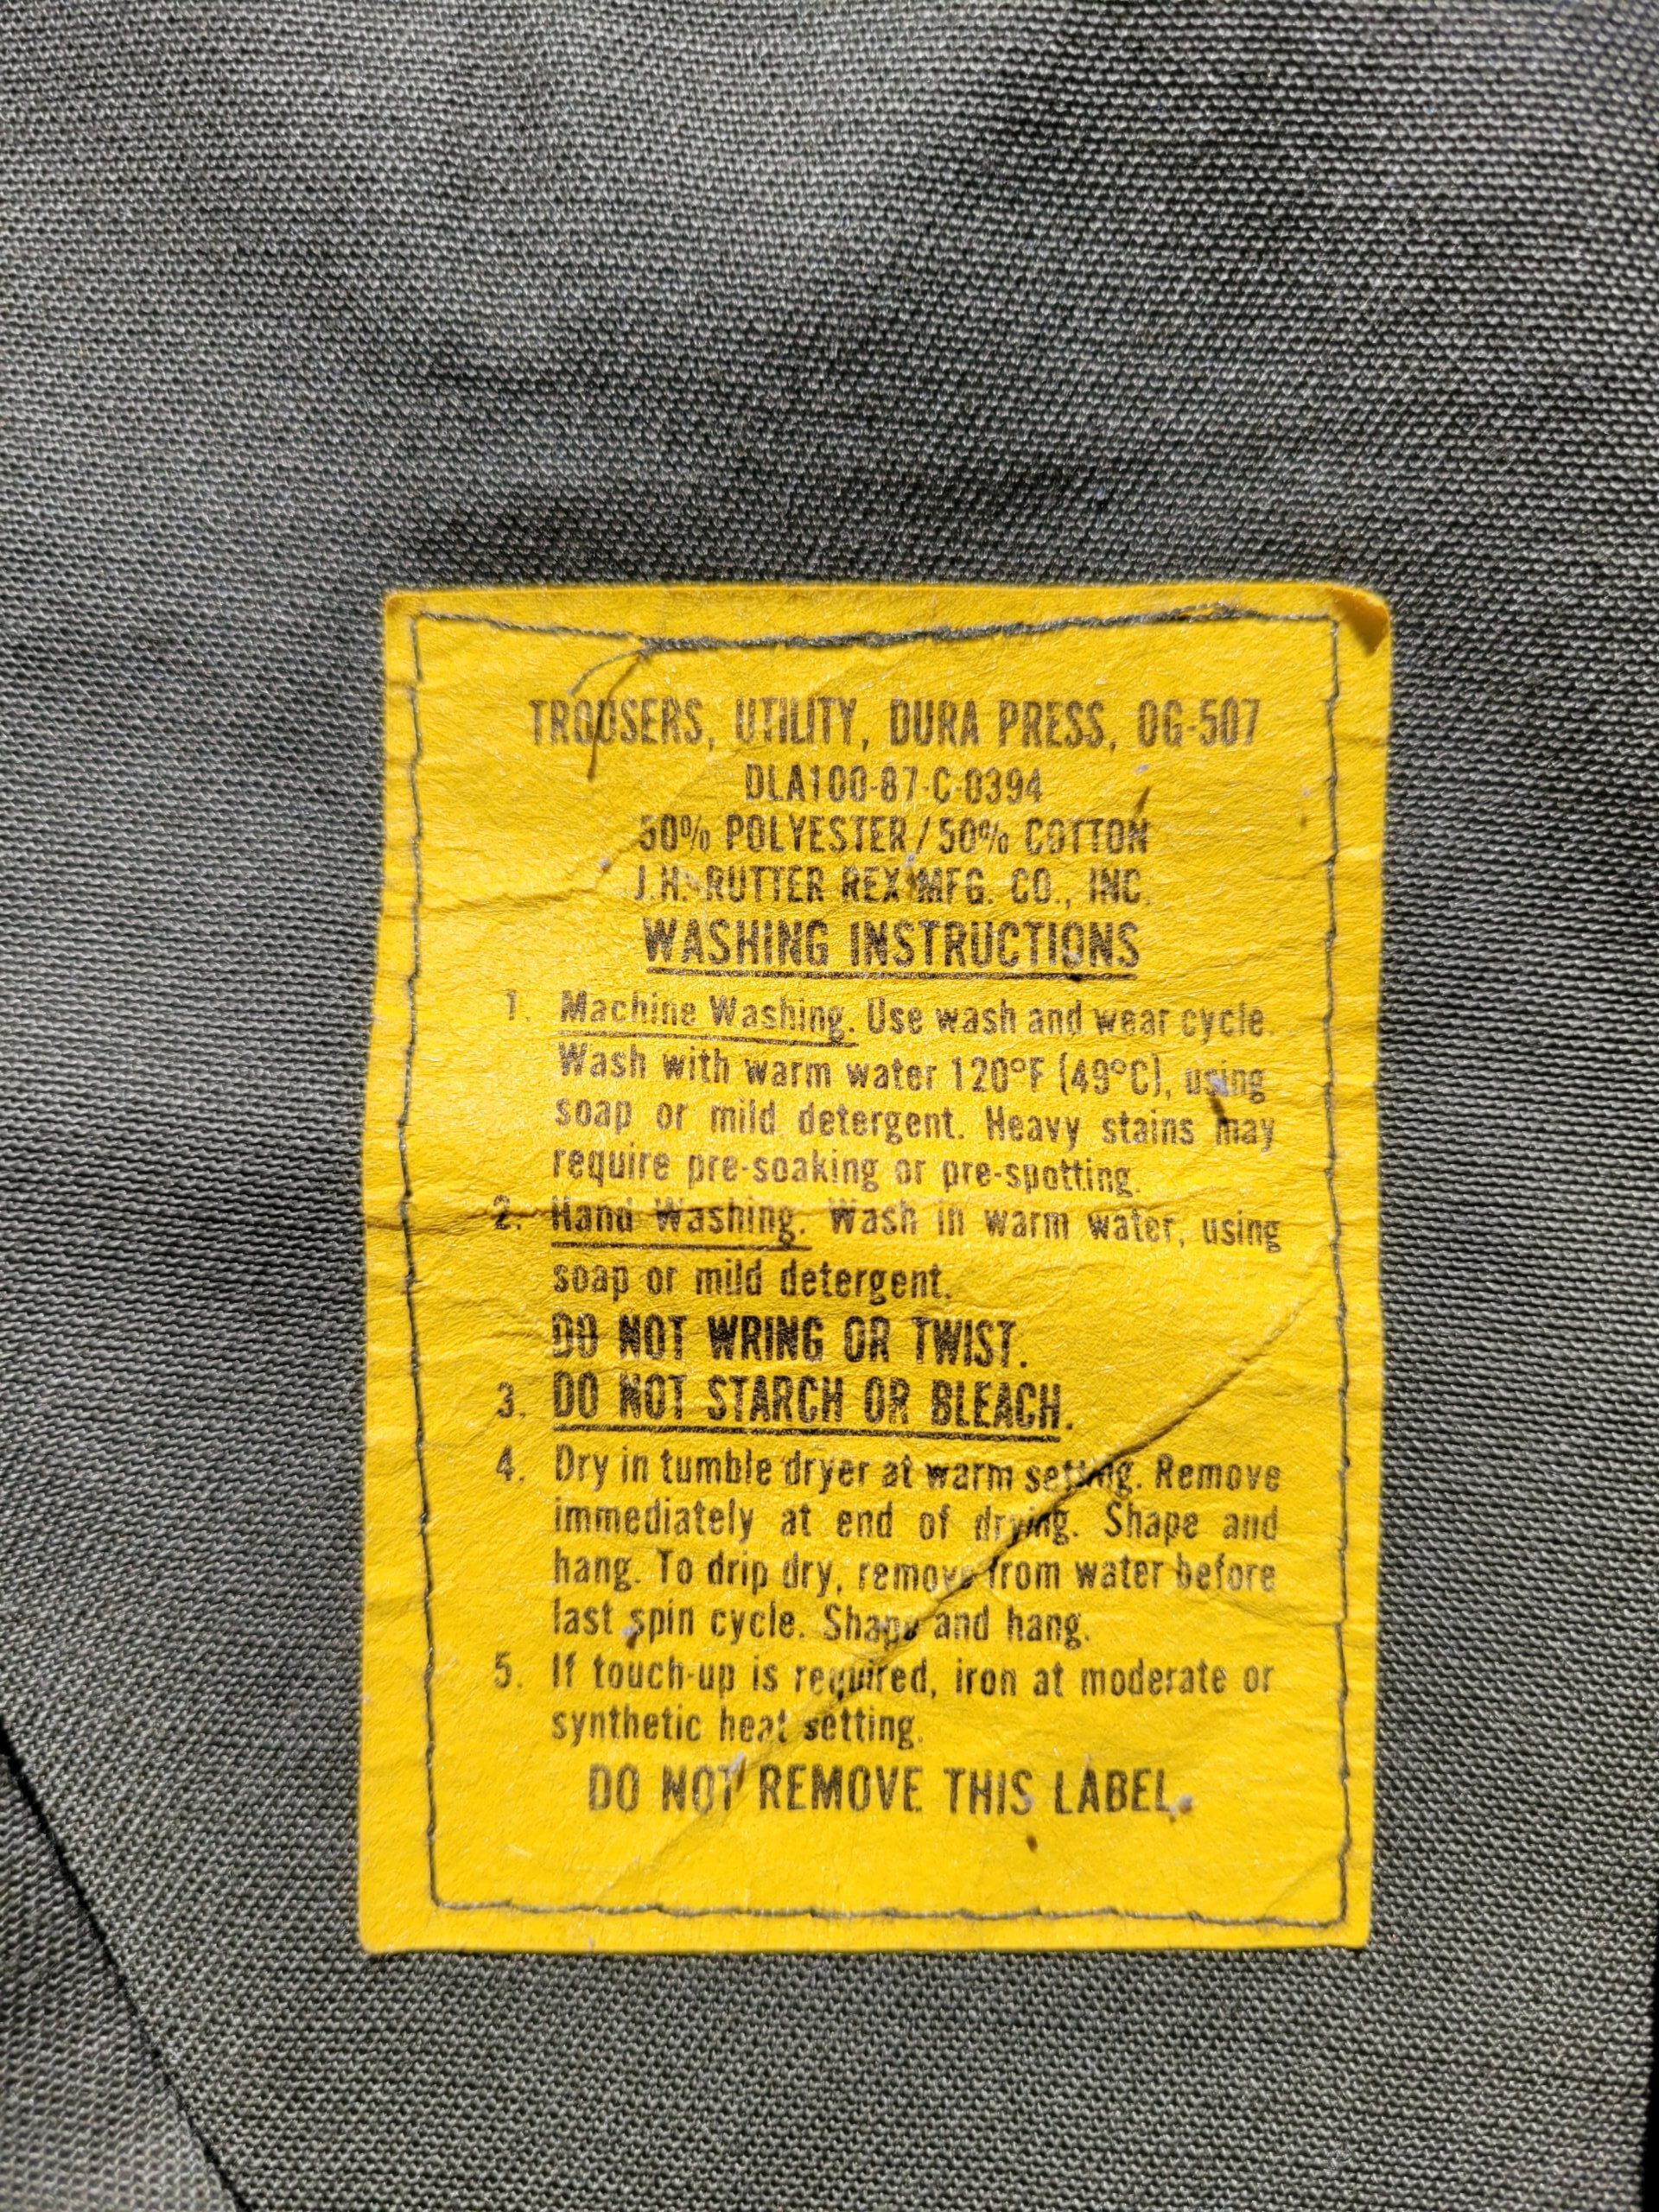 TROUSERS, UTILITY, DURA PRESS, OG-507
DLA100-87-C-0394
50% POLYESTER/50% COTTON
J.H. RUTTER REX MFG. CO., INC.
WASHING INSTRUCTIONS
1. Machine Washing. Use wash and wear cycle.
Wash with warm water 120°F (49°C), using
soap or mild detergent. Heavy stains may
require pre-soaking or pre-spotting.
2. Hand Washing. Wash in warm water, using
soap or mild detergent.
DO NOT WRING OR TWIST.
3. DO NOT STARCH OR BLEACH.
4. Dry in tumble dryer at warm setting. Remove
immediately at end of drying. Shape and
hang. To drip dry, remove from water before
last spin cycle. Shape and hang.
5. If touch-up is required, iron at moderate or
synthetic heat setting.
DO NOT REMOVE THIS LABEL.